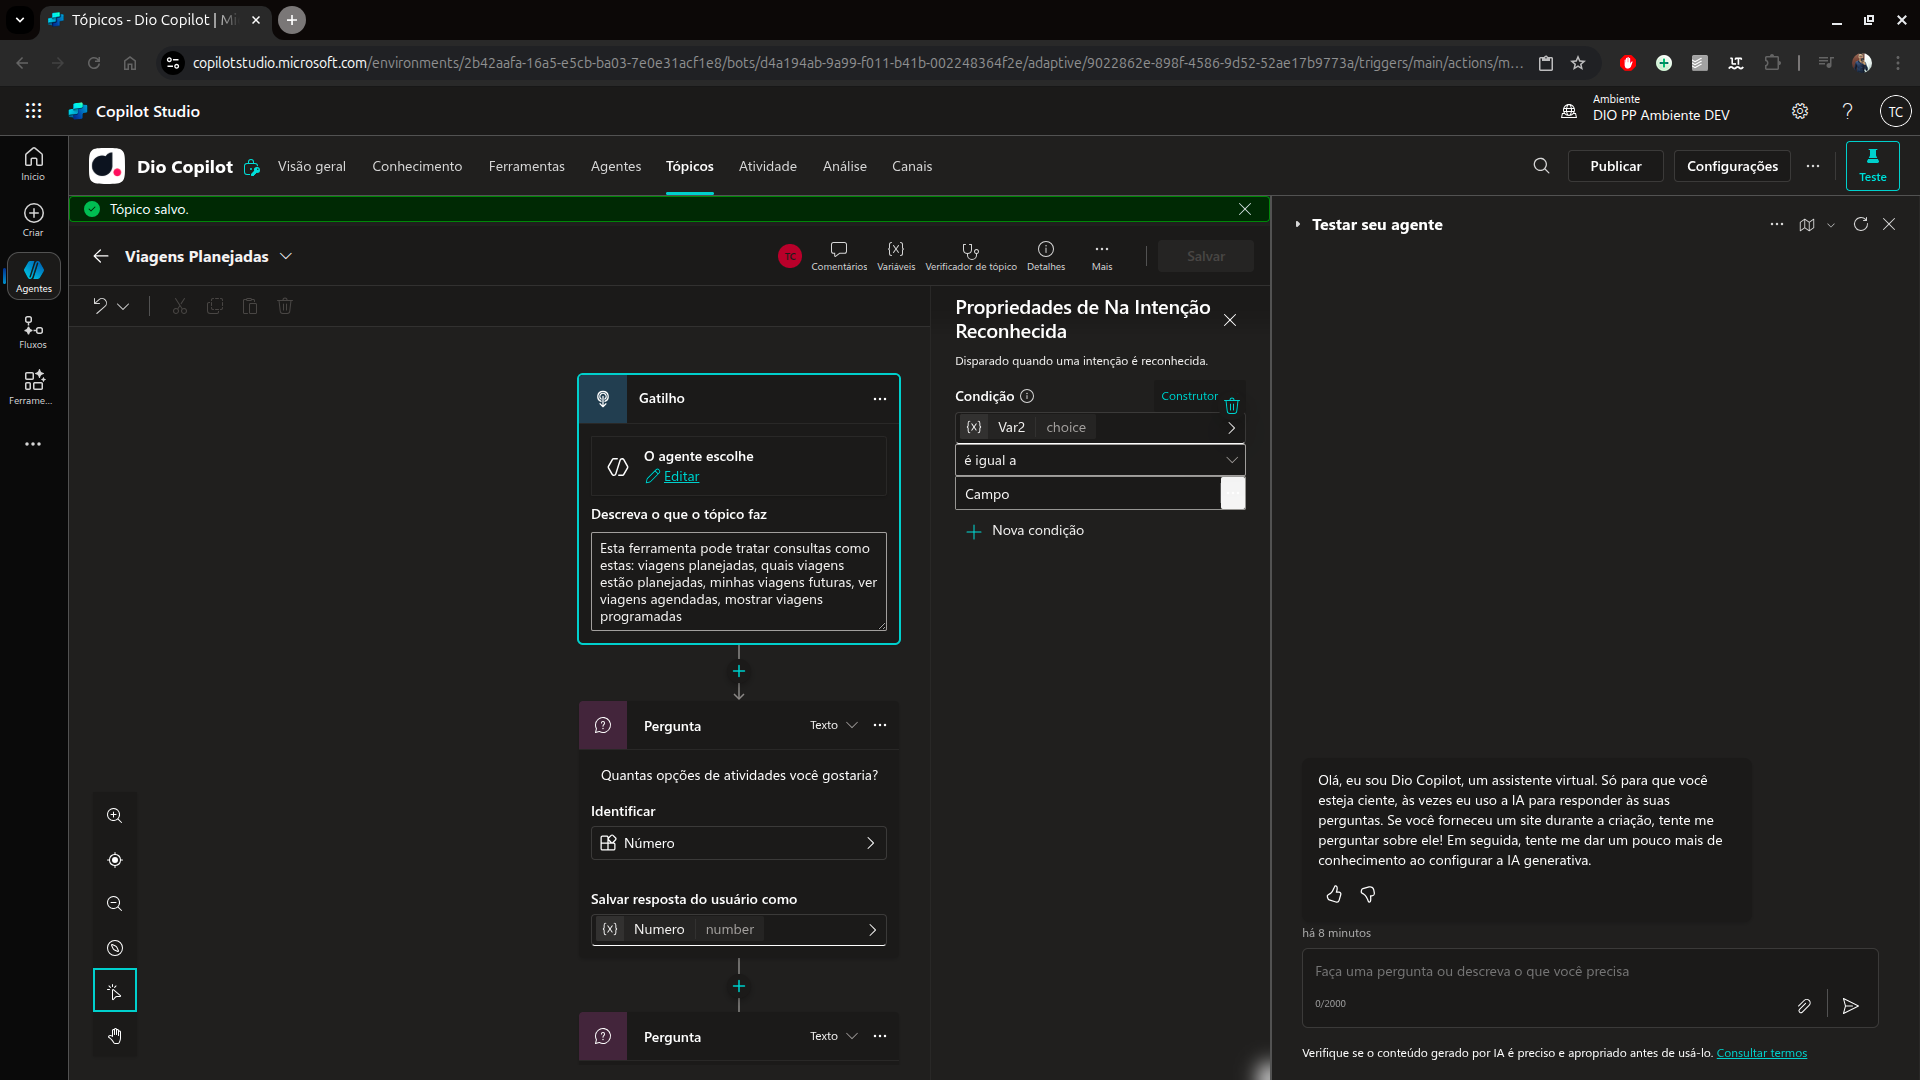 Tópicos - Dio Copilot | Mi
copilotstudio.microsoft.com/environments/2b42aafa-16a5-e5cb-ba03-7e0e31acf1e8/bots/d4a194ab-9a99-f011-b41b-002248364f2e/adaptive/9022862e-898f-4586-9d52-52ae17b9773a/triggers/main/actions/m...
Copilot Studio
Ambiente
DIO PP Ambiente DEV
TC
Início
Criar
Agentes
Fluxos
Ferrame...
Dio Copilot
Visão geral
Conhecimento
Ferramentas
Agentes
Tópicos
Atividade
Análise
Canais
Publicar
Configurações
Teste
Tópico salvo.
Viagens Planejadas
TC
Comentários
Variáveis
Verificador de tópico
Detalhes
Mais
Salvar
Gatilho
O agente escolhe
Editar
Descreva o que o tópico faz
Esta ferramenta pode tratar consultas como
estas: viagens planejadas, quais viagens
estão planejadas, minhas viagens futuras, ver
viagens agendadas, mostrar viagens
programadas
Pergunta
Texto
Quantas opções de atividades você gostaria?
Identificar
Número
Salvar resposta do usuário como
{x} Numero number
Pergunta
Texto
Propriedades de Na Intenção
Reconhecida
Disparado quando uma intenção é reconhecida.
Condição
Construtor
{x} Var2 choice
é igual a
Campo
Nova condição
Testar seu agente
Olá, eu sou Dio Copilot, um assistente virtual. Só para que você
esteja ciente, às vezes eu uso a IA para responder às suas
perguntas. Se você forneceu um site durante a criação, tente me
perguntar sobre ele! Em seguida, tente me dar um pouco mais de
conhecimento ao configurar a IA generativa.
há 8 minutos
Faça uma pergunta ou descreva o que você precisa
0/2000
Verifique se o conteúdo gerado por IA é preciso e apropriado antes de usá-lo. Consultar termos